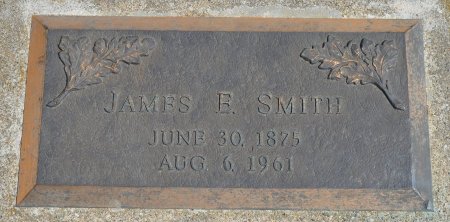 JAMES E. SMITH
JUNE 30, 1875
AUG. 6, 1961